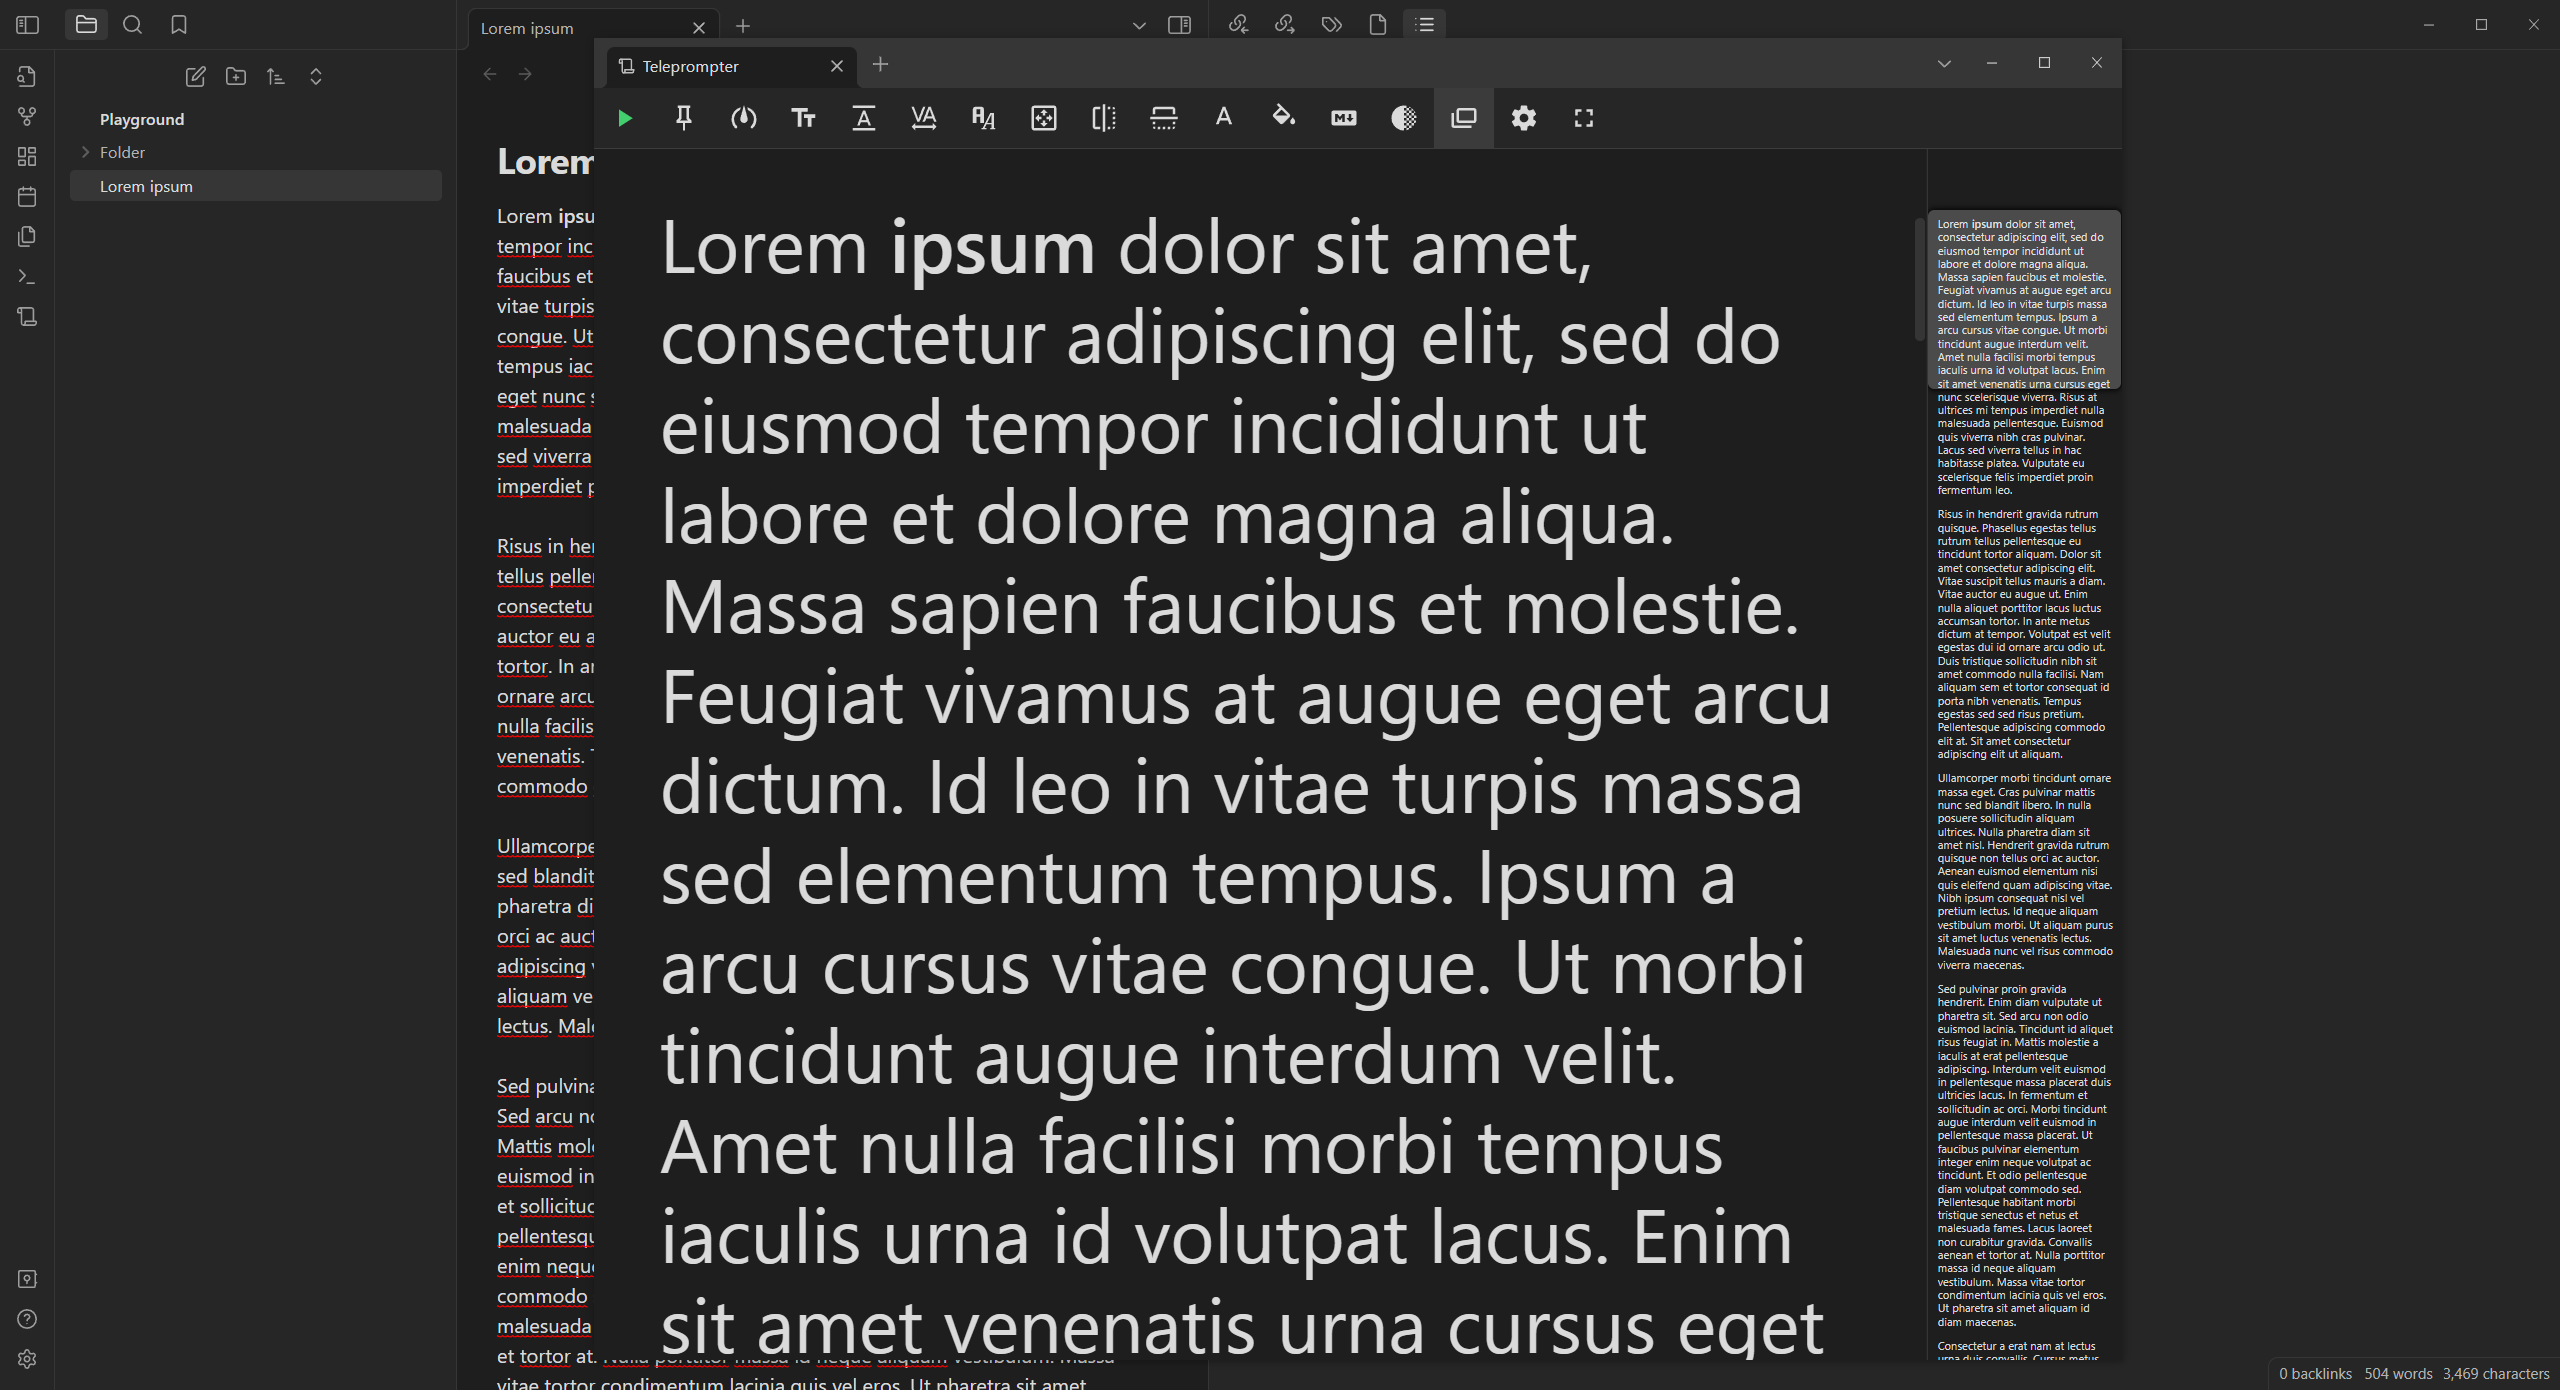 Lorem ipsum
Teleprompter
Playground
Folder
Lorem ipsum
Lorem
Lorem ipsu
tempor inc
faucibus et
vitae turpis
congue. Ut
tempus iac
eget nunc s
malesuada
sed viverra
imperdiet p
Risus in her
tellus peller
consectetu
auctor eu a
tortor. In ar
ornare arcu
nulla facilis
venenatis. T
commodo
Ullamcorpe
sed blandit
pharetra di
orci ac auct
adipiscing v
aliquam ve
lectus. Male
Sed pulvina
Sed arcu no
Mattis mole
euismod in
et sollicitud
pellentesqu
enim neque
commodo
malesuada
et tortor at. Nulla porttitor massa id neque aliquam vestibulum. Massa
vitae tortor condimentum lacinia quis vel eros. Ut pharetra sit amet
Lorem ipsum dolor sit amet,
consectetur adipiscing elit, sed do
eiusmod tempor incididunt ut
labore et dolore magna aliqua.
Massa sapien faucibus et molestie.
Feugiat vivamus at augue eget arcu
dictum. Id leo in vitae turpis massa
sed elementum tempus. Ipsum a
arcu cursus vitae congue. Ut morbi
tincidunt augue interdum velit.
Amet nulla facilisi morbi tempus
iaculis urna id volutpat lacus. Enim
sit amet venenatis urna cursus eget
Lorem ipsum dolor sit amet,
consectetur adipiscing elit, sed do
eiusmod tempor incididunt ut
labore et dolore magna aliqua.
Massa sapien faucibus et molestie.
Feugiat vivamus at augue eget arcu
dictum. Id leo in vitae turpis massa
sed elementum tempus. Ipsum a
arcu cursus vitae congue. Ut morbi
tincidunt augue interdum velit.
Amet nulla facilisi morbi tempus
iaculis urna id volutpat lacus. Enim
sit amet venenatis urna cursus eget
nunc scelerisque viverra. Risus at
ultrices mi tempus imperdiet nulla
malesuada pellentesque. Euismod
quis viverra nibh cras pulvinar.
Lacus sed viverra tellus in hac
habitasse platea. Vulputate eu
scelerisque felis imperdiet proin
fermentum leo.
Risus in hendrerit gravida rutrum
quisque. Phasellus egestas tellus
rutrum tellus pellentesque eu
tincidunt tortor aliquam. Dolor sit
amet consectetur adipiscing elit.
Vitae suscipit tellus mauris a diam.
Vitae auctor eu augue ut. Enim
nulla aliquet porttitor lacus luctus
accumsan tortor. In ante metus
dictum at tempor. Volutpat est velit
egestas dui id ornare arcu odio ut.
Duis tristique sollicitudin nibh sit
amet commodo nulla facilisi. Nam
aliquam sem et tortor consequat id
porta nibh venenatis. Tempus
egestas sed sed risus pretium.
Pellentesque adipiscing commodo
elit at. Sit amet consectetur
adipiscing elit ut aliquam.
Ullamcorper morbi tincidunt ornare
massa eget. Cras pulvinar mattis
nunc sed blandit libero. In nulla
posuere sollicitudin aliquam
ultrices. Nulla pharetra diam sit
amet nisl. Hendrerit gravida rutrum
quisque non tellus orci ac auctor.
Aenean euismod elementum nisi
quis eleifend quam adipiscing vitae.
Nibh ipsum consequat nisl vel
pretium lectus. Id neque aliquam
vestibulum morbi. Ut aliquam purus
sit amet luctus venenatis lectus.
Malesuada nunc vel risus commodo
viverra maecenas.
Sed pulvinar proin gravida
hendrerit. Enim diam vulputate ut
pharetra sit. Sed arcu non odio
euismod lacinia. Tincidunt id aliquet
risus feugiat in. Mattis molestie a
iaculis at erat pellentesque
adipiscing. Interdum velit euismod
in pellentesque massa placerat duis
ultricies lacus. In fermentum et
sollicitudin ac orci. Morbi tincidunt
augue interdum velit euismod in
pellentesque massa placerat. Ut
faucibus pulvinar elementum
integer enim neque volutpat ac
tincidunt. Et odio pellentesque
diam volutpat commodo sed.
Pellentesque habitant morbi
tristique senectus et netus et
malesuada fames. Lacus laoreet
non curabitur gravida. Convallis
aenean et tortor at. Nulla porttitor
massa id neque aliquam
vestibulum. Massa vitae tortor
condimentum lacinia quis vel eros.
Ut pharetra sit amet aliquam id
diam maecenas.
Consectetur a erat nam at lectus
urna duis convallis. Cursus metus
0 backlinks 504 words 3,469 characters